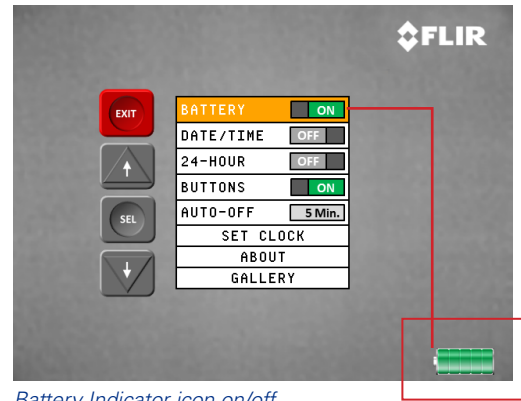 FLIR
EXIT
BATTERY ON
DATE/TIME OFF
24-HOUR OFF
BUTTONS ON
SEL
AUTO-OFF 5 Min.
SET CLOCK
ABOUT
GALLERY
Battery Indicator icon on/off